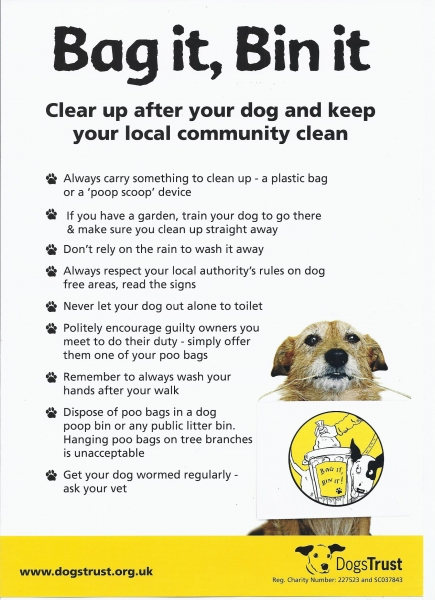 Bag it, Bin it
Clear up after your dog and keep
your local community clean
Always carry something to clean up - a plastic bag
or a 'poop scoop' device
If you have a garden, train your dog to go there
& make sure you clean up straight away
Don't rely on the rain to wash it away
Always respect your local authority's rules on dog
free areas, read the signs
Never let your dog out alone to toilet
Politely encourage guilty owners you
meet to do their duty - simply offer
them one of your poo bags
Remember to always wash your
hands after your walk
Dispose of poo bags in a dog
poop bin or any public litter bin.
Hanging poo bags on tree branches
is unacceptable
Get your dog wormed regularly -
ask your vet
BAG IT,
BIN IT!
www.dogstrust.org.uk
DogsTrust
Reg. Charity Number: 227523 and SC037843